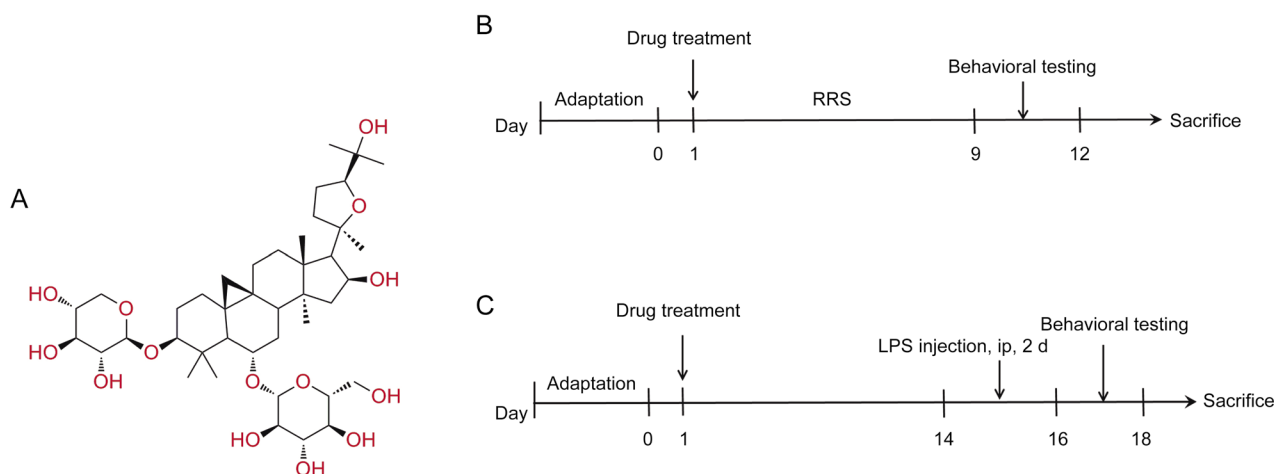 A
OH
O
OH
HO
O
HO
O
OH
O
O
OH
HO
OH
OH
B
Drug treatment
Behavioral testing
Adaptation
RRS
Day
Sacrifice
0
1
9
12
C
Drug treatment
Behavioral testing
LPS injection, ip, 2 d
Adaptation
Day
Sacrifice
0
1
14
16
18